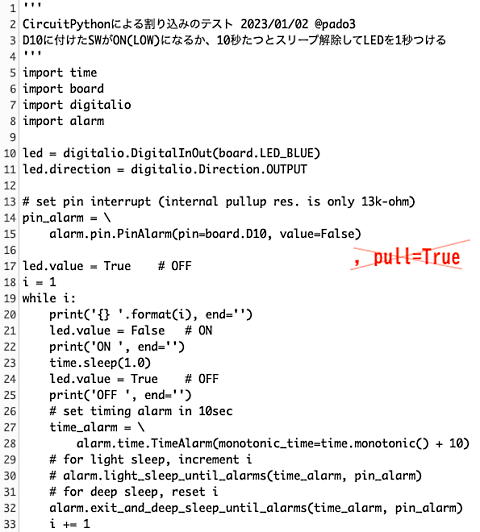 1 '''
2 CircuitPythonによる割り込みのテスト 2023/01/02 @pado3
3 D10に付けたSWがON(LOW)になるか、10秒たつとスリープ解除してLEDを1秒つける
4 '''
5 import time
6 import board
7 import digitalio
8 import alarm
9
10 led = digitalio.DigitalInOut(board.LED_BLUE)
11 led.direction = digitalio.Direction.OUTPUT
12
13 # set pin interrupt (internal pullup res. is only 13k-ohm)
14 pin_alarm = \
15     alarm.pin.PinAlarm(pin=board.D10, value=False)
, pull=True
16
17 led.value = True    # OFF
18 i = 1
19 while i:
20     print('{} '.format(i), end='')
21     led.value = False   # ON
22     print('ON ', end='')
23     time.sleep(1.0)
24     led.value = True    # OFF
25     print('OFF ', end='')
26     # set timing alarm in 10sec
27     time_alarm = \
28         alarm.time.TimeAlarm(monotonic_time=time.monotonic() + 10)
29     # for light sleep, increment i
30     # alarm.light_sleep_until_alarms(time_alarm, pin_alarm)
31     # for deep sleep, reset i
32     alarm.exit_and_deep_sleep_until_alarms(time_alarm, pin_alarm)
33     i += 1